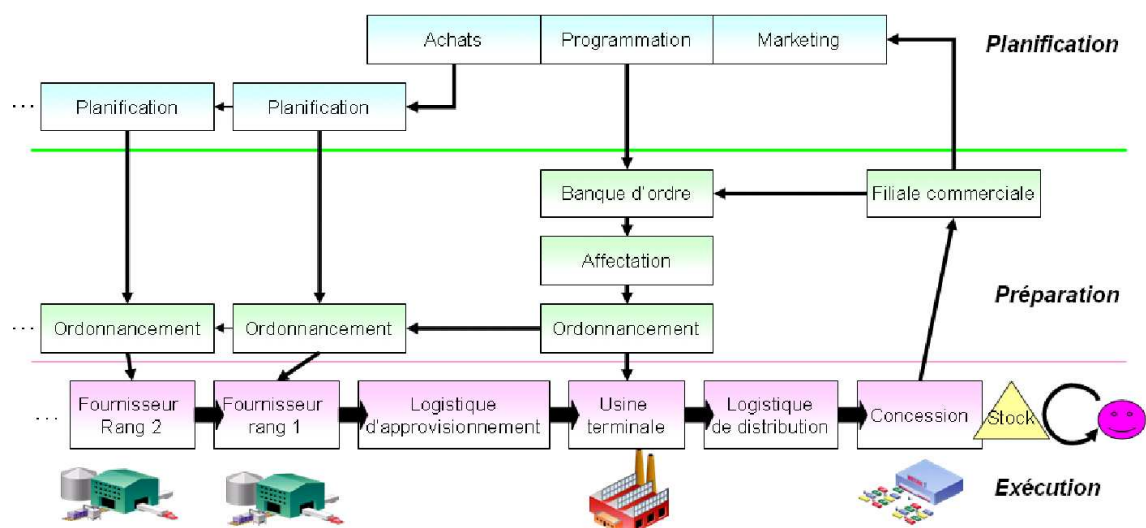 Achats
Programmation
Marketing
Planification
... Planification
Planification
Banque d'ordre
Filiale commerciale
Affectation
Préparation
... Ordonnancement
Ordonnancement
Ordonnancement
... Fournisseur
Rang 2
Fournisseur
rang 1
Logistique
d'approvisionnement
Usine
terminale
Logistique
de distribution
Concession
Stock
Exécution